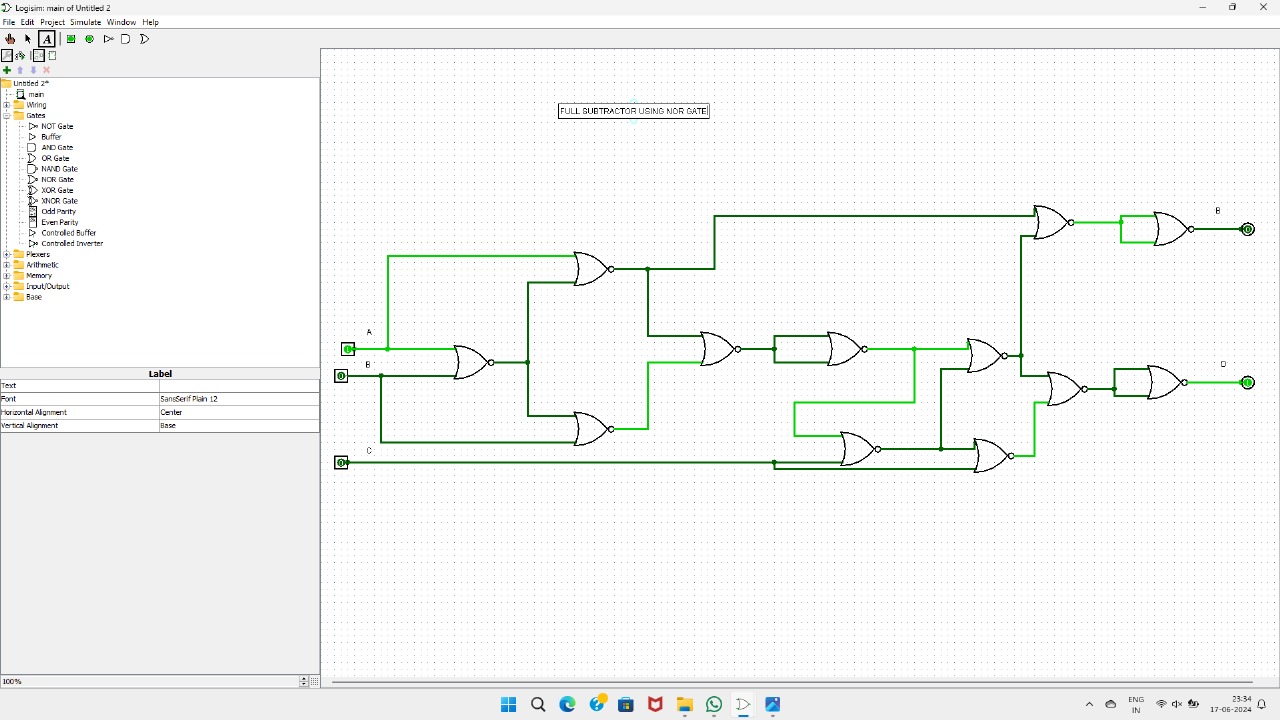 Logisim: main of Untitled 2
File Edit Project Simulate Window Help
A
Untitled 2*
main
Wiring
Gates
NOT Gate
Buffer
AND Gate
OR Gate
NAND Gate
NOR Gate
XOR Gate
XNOR Gate
Odd Parity
Even Parity
Controlled Buffer
Controlled Inverter
Plexers
Arithmetic
Memory
Input/Output
Base
Label
Text
Font SansSerif Plain 12
Horizontal Alignment Center
Vertical Alignment Base
100%
FULL SUBTRACTOR USING NOR GATE
B
A
1
B
0
C
0
0
D
1
ENG
IN
23:34
17-06-2024